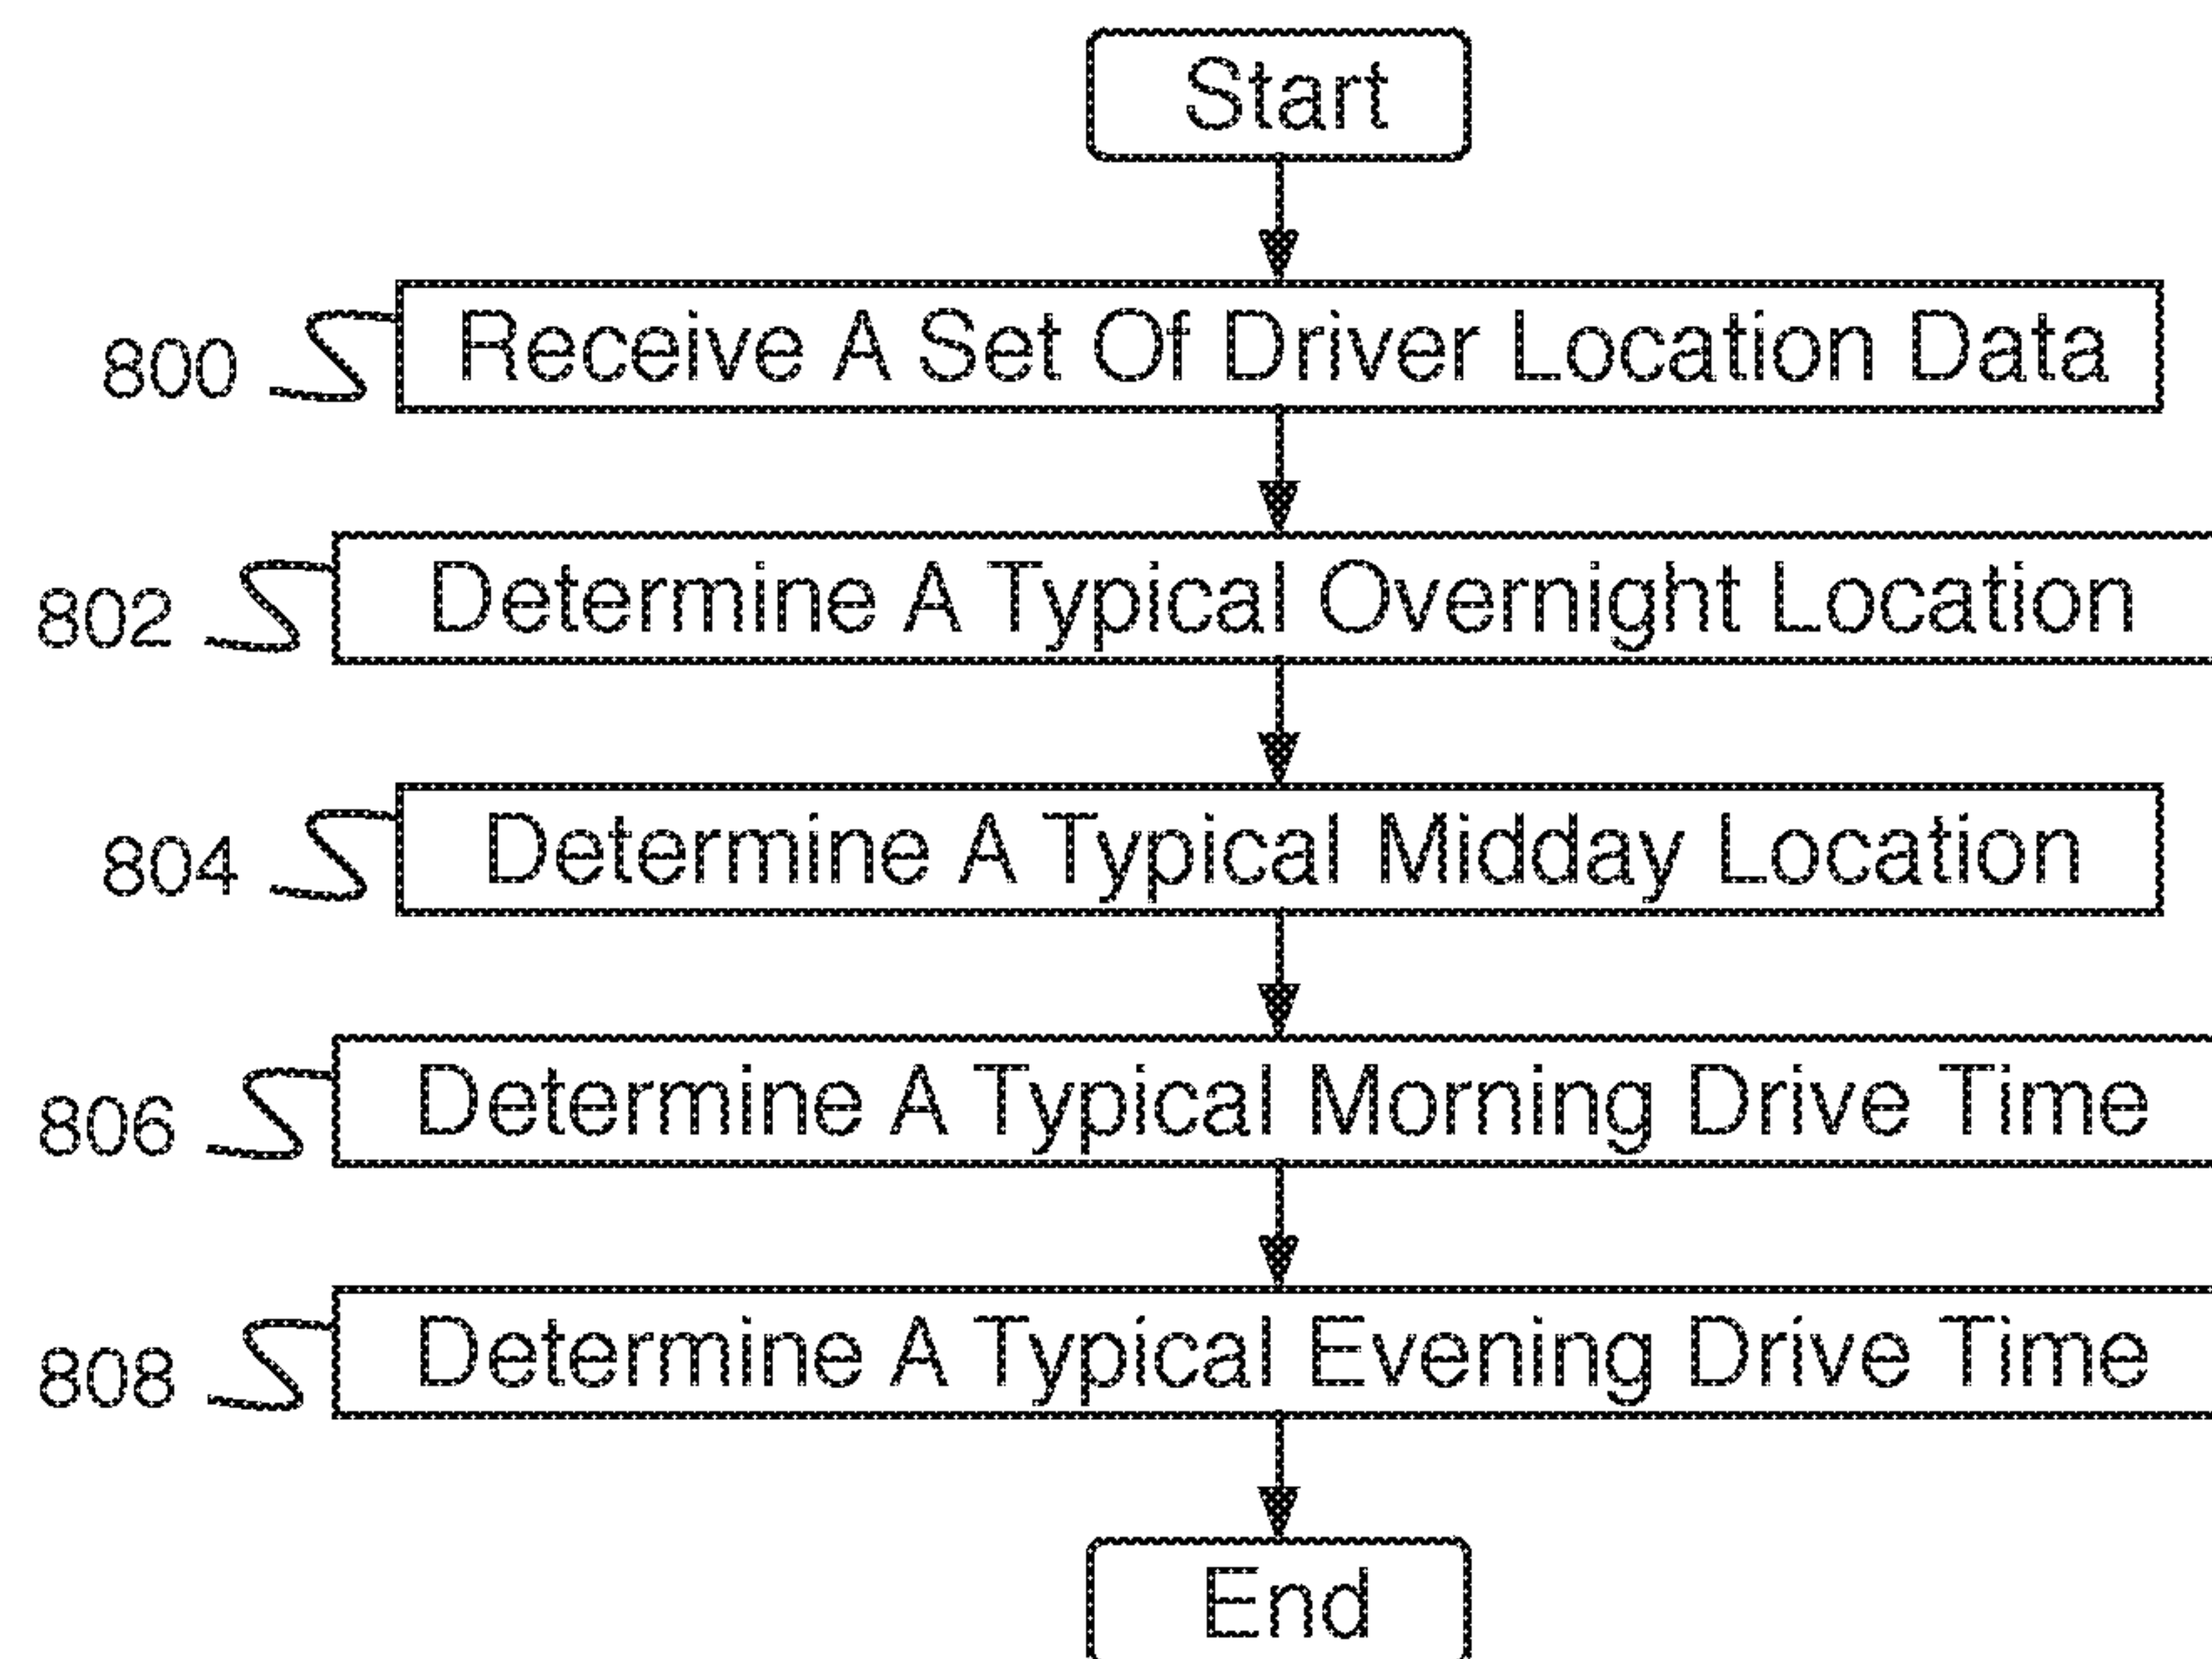 Start
800 Receive A Set Of Driver Location Data
802 Determine A Typical Overnight Location
804 Determine A Typical Midday Location
806 Determine A Typical Morning Drive Time
808 Determine A Typical Evening Drive Time
End